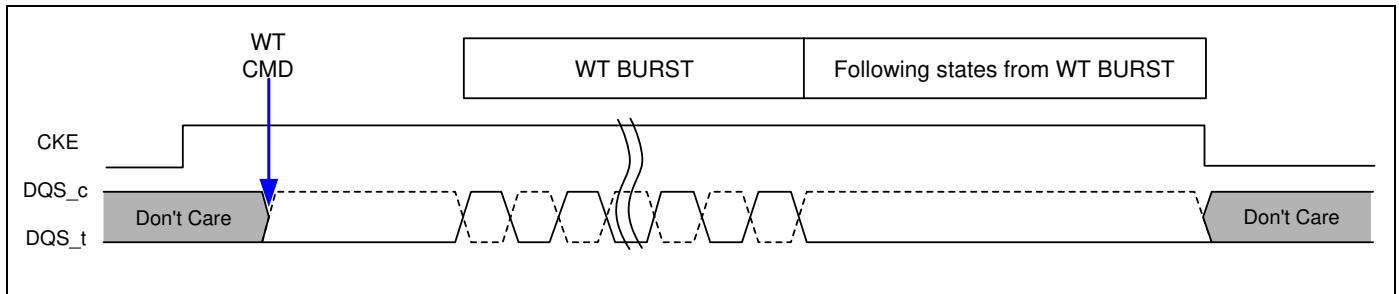 WT
CMD
WT BURST
Following states from WT BURST
CKE
DQS_c
Don't Care
Don't Care
DQS_t